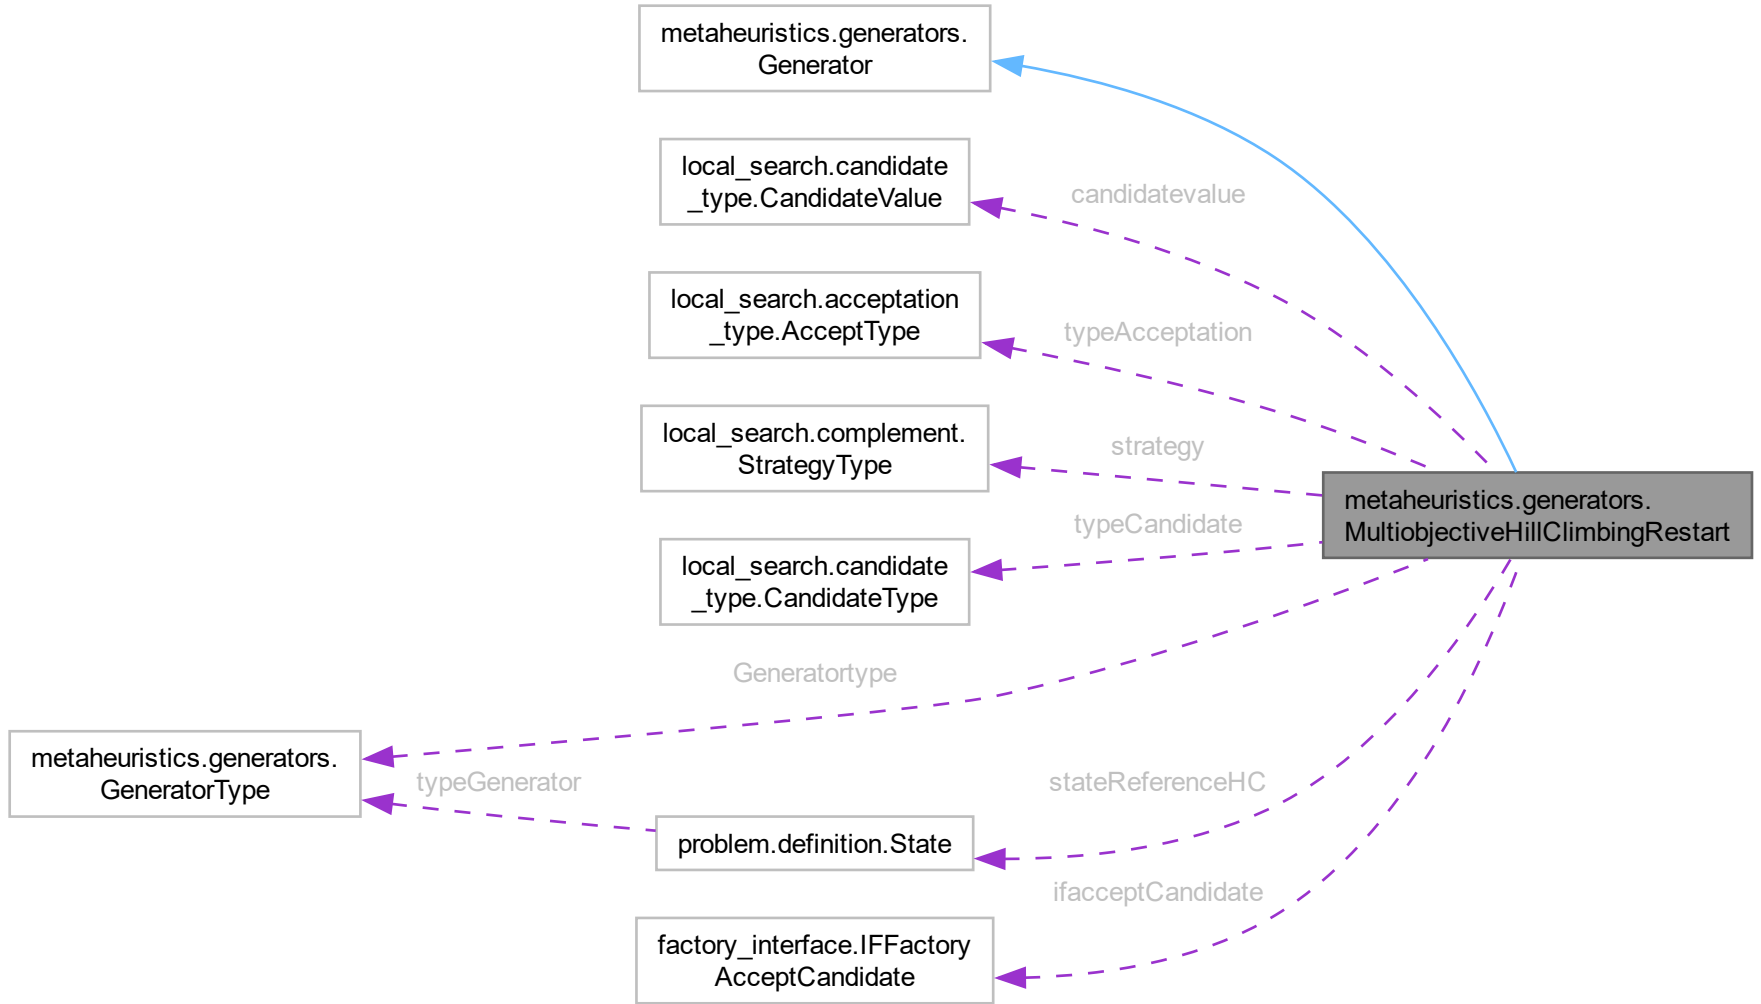 metaheuristics.generators.
Generator
local_search.candidate
_type.CandidateValue
candidatevalue
local_search.acceptation
_type.AcceptType
typeAcceptation
local_search.complement.
StrategyType
strategy
metaheuristics.generators.
MultiobjectiveHillClimbingRestart
typeCandidate
local_search.candidate
_type.CandidateType
Generatortype
metaheuristics.generators.
GeneratorType
typeGenerator
stateReferenceHC
problem.definition.State
ifacceptCandidate
factory_interface.IFFactory
AcceptCandidate